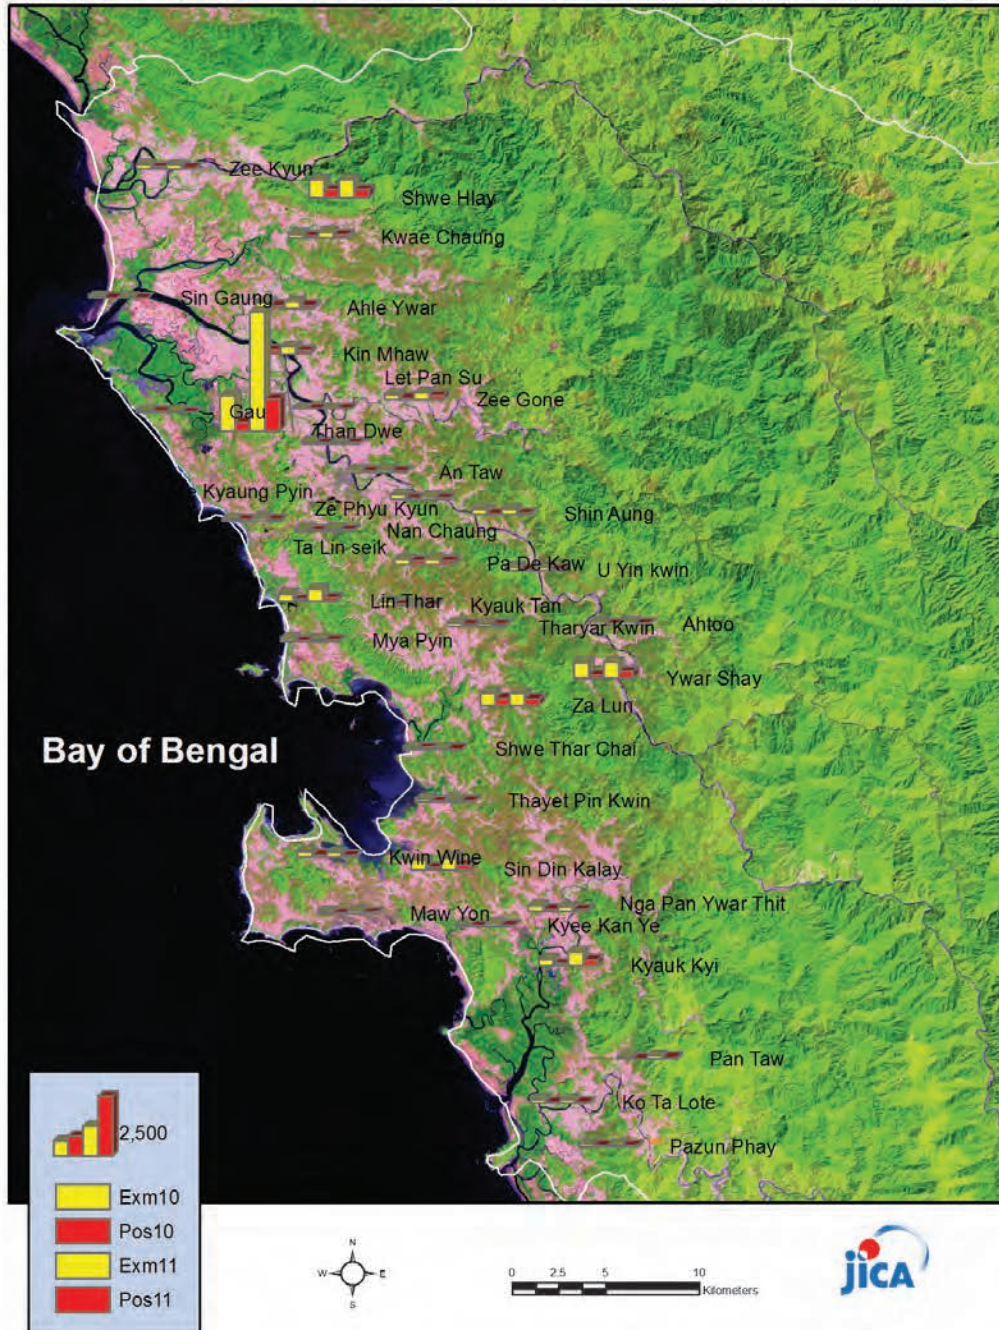 Zee Kyun
Shwe Hlay
Kwae Chaung
Sin Gaung
Ahle Ywar
Kin Mhaw
Let Pan Su
Zee Gone
Gau
Than Dwe
An Taw
Kyaung Pyin
Ze Phyu Kyun
Shin Aung
Nan Chaung
Ta Lin seik
Pa De Kaw
U Yin kwin
Lin Thar
Kyauk Tan
Tharyar Kwin
Ahtoo
Mya Pyin
Ywar Shay
Za Lun
Bay of Bengal
Shwe Thar Chai
Thayet Pin Kwin
Kwin Wine
Sin Din Kalay
Nga Pan Ywar Thit
Maw Yon
Kyee Kan Ye
Kyauk Kyi
Pan Taw
Ko Ta Lote
Pazun Phay
2,500
Exm10
Pos10
Exm11
Pos11
N
W E
S
0 2.5 5 10
Kilometers
jICA